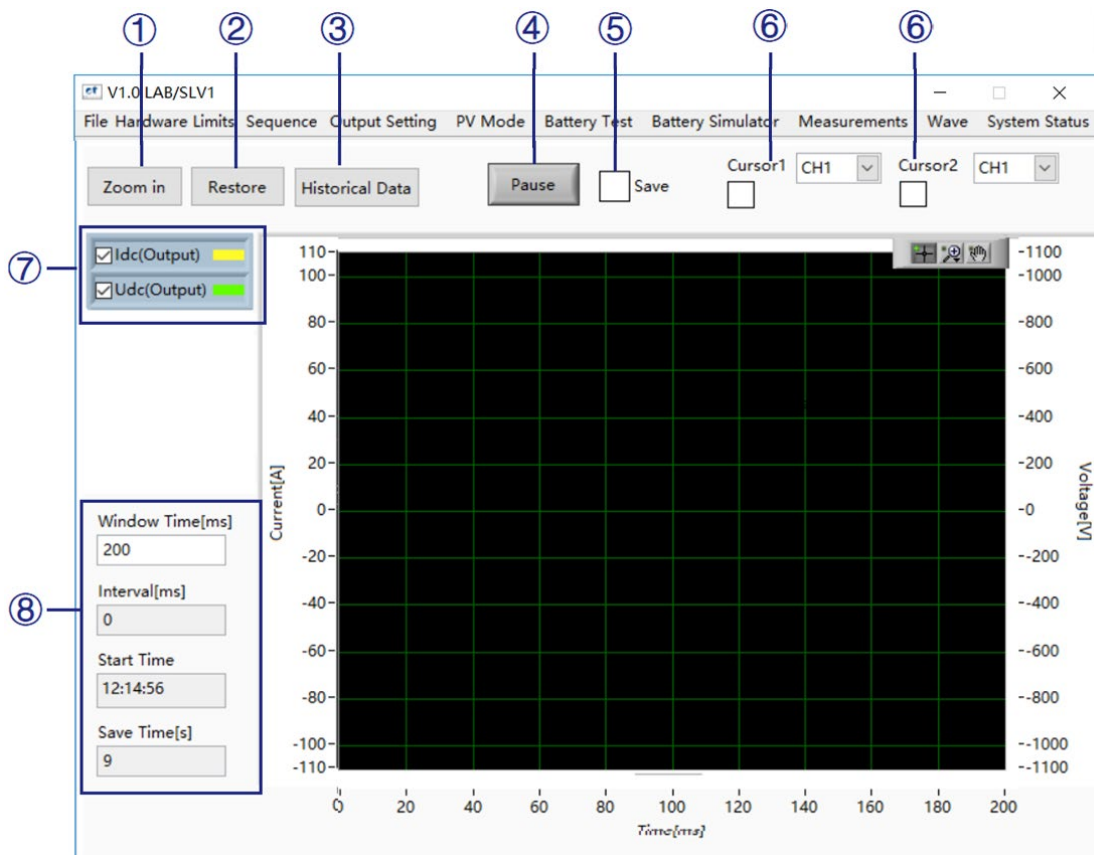 ① ② ③ ④ ⑤ ⑥ ⑥
V1.0 LAB/SLV1
File Hardware Limits Sequence Output Setting PV Mode Battery Test Battery Simulator Measurements Wave System Status
Zoom in Restore Historical Data Pause Save Cursor1 CH1 Cursor2 CH1
⑦
Idc(Output)
Udc(Output)
110
100
80
60
40
20
0
-20
-40
-60
-80
-100
-110
Current[A]
-1100
-1000
-800
-600
-400
-200
-0
--200
--400
--600
--800
--1000
--1100
Voltage[V]
⑧
Window Time[ms]
200
Interval[ms]
0
Start Time
12:14:56
Save Time[s]
9
0 20 40 60 80 100 120 140 160 180 200
Time[ms]